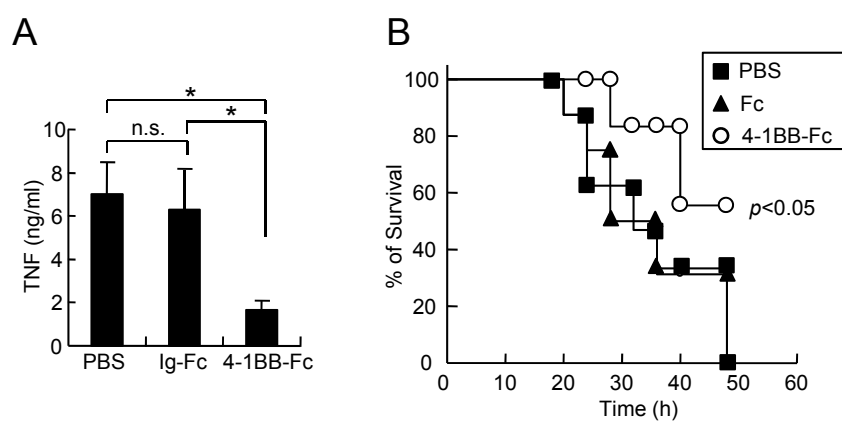 A
B
*
*
n.s.
10
8
6
4
2
0
TNF (ng/ml)
PBS
Ig-Fc
4-1BB-Fc
100
80
60
40
20
0
% of Survival
0
10
20
30
40
50
60
Time (h)
PBS
Fc
4-1BB-Fc
p<0.05